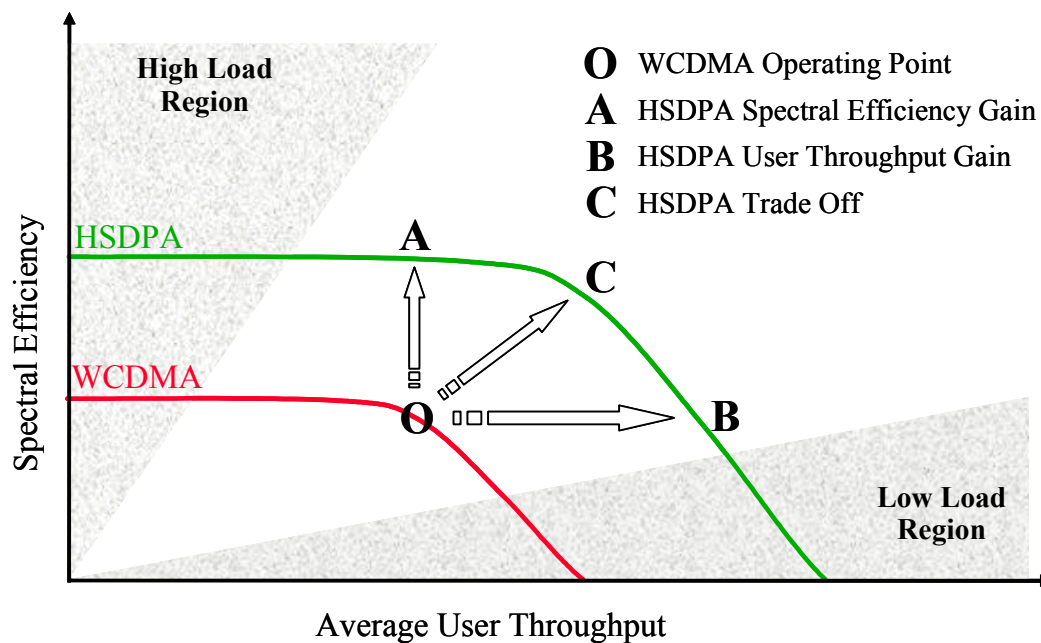 High Load
Region
O WCDMA Operating Point
A HSDPA Spectral Efficiency Gain
B HSDPA User Throughput Gain
C HSDPA Trade Off
HSDPA
A
C
WCDMA
O
B
Low Load
Region
Spectral Efficiency
Average User Throughput